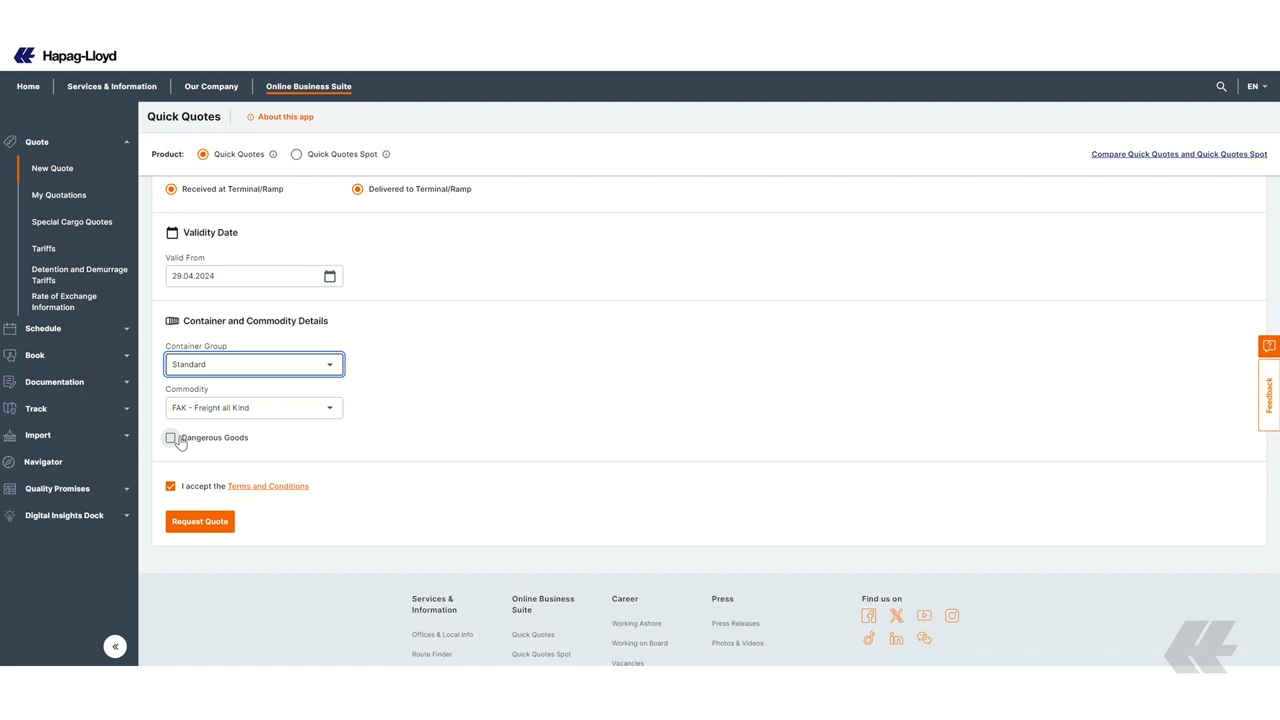 Hapag-Lloyd
Home
Services & Information
Our Company
Online Business Suite
EN
Quick Quotes
About this app
Quote
New Quote
My Quotations
Special Cargo Quotes
Tariffs
Detention and Demurrage
Tariffs
Rate of Exchange
Information
Schedule
Book
Documentation
Track
Import
Navigator
Quality Promises
Digital Insights Dock
Product:
Quick Quotes
Quick Quotes Spot
Compare Quick Quotes and Quick Quotes Spot
Received at Terminal/Ramp
Delivered to Terminal/Ramp
Validity Date
Valid From
29.04.2024
Container and Commodity Details
Container Group
Standard
Commodity
FAK - Freight all Kind
Dangerous Goods
I accept the Terms and Conditions
Request Quote
Feedback
Services &
Information
Offices & Local Info
Route Finder
Online Business
Suite
Quick Quotes
Quick Quotes Spot
Career
Working Ashore
Working on Board
Vacancies
Press
Press Releases
Photos & Videos
Find us on